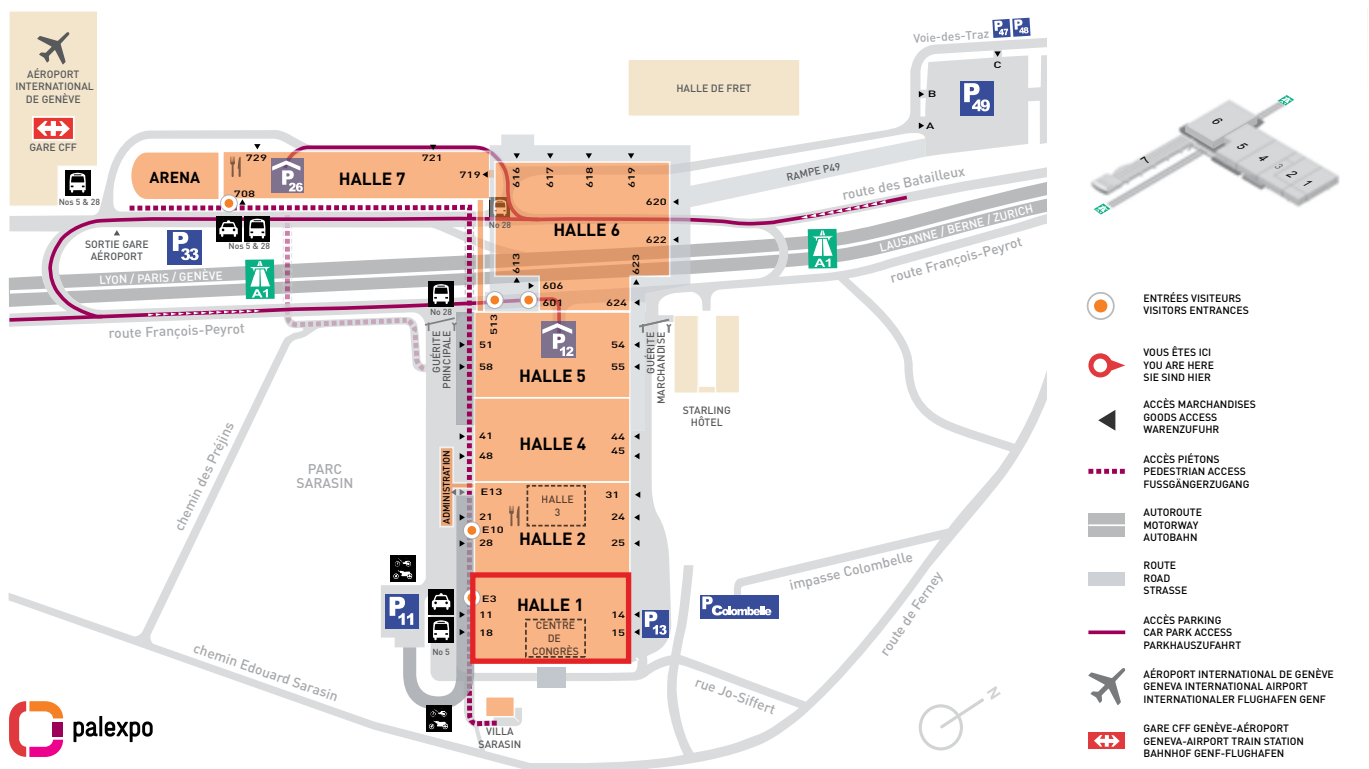 AÉROPORT
INTERNATIONAL
DE GENÈVE
GARE CFF
Nos 5 & 28
ARENA
729
P26
708
HALLE 7
721
719
Nos 5 & 28
SORTIE GARE
AÉROPORT
P33
LYON / PARIS / GENÈVE
A1
route François-Peyrot
HALLE DE FRET
Voie-des-Traz
P47
P48
C
B
A
P49
RAMPE P49
route des Batailleux
LAUSANNE / BERNE / ZURICH
A1
route François-Peyrot
616
617
618
619
620
No 28
HALLE 6
622
613
623
606
601
624
No 28
513
P12
GUÉRITE
PRINCIPALE
GUÉRITE
MARCHANDISE
51
54
58
55
HALLE 5
STARLING
HÔTEL
41
44
HALLE 4
48
45
ADMINISTRATION
E13
31
HALLE
3
21
24
E10
HALLE 2
28
25
chemin des Préjins
PARC
SARASIN
E3
HALLE 1
11
14
18
15
CENTRE
DE
CONGRÈS
P11
No 5
P13
P Colombelle
impasse Colombelle
route de Ferney
rue Jo-Siffert
chemin Edouard Sarasin
VILLA
SARASIN
N
palexpo
7
6
5
4
3
2
1
ENTRÉES VISITEURS
VISITORS ENTRANCES
VOUS ÊTES ICI
YOU ARE HERE
SIE SIND HIER
ACCÈS MARCHANDISES
GOODS ACCESS
WARENZUFUHR
ACCÈS PIÉTONS
PEDESTRIAN ACCESS
FUSSGÄNGERZUGANG
AUTOROUTE
MOTORWAY
AUTOBAHN
ROUTE
ROAD
STRASSE
ACCÈS PARKING
CAR PARK ACCESS
PARKHAUSZUFAHRT
AÉROPORT INTERNATIONAL DE GENÈVE
GENEVA INTERNATIONAL AIRPORT
INTERNATIONALER FLUGHAFEN GENF
GARE CFF GENÈVE-AÉROPORT
GENEVA-AIRPORT TRAIN STATION
BAHNHOF GENF-FLUGHAFEN